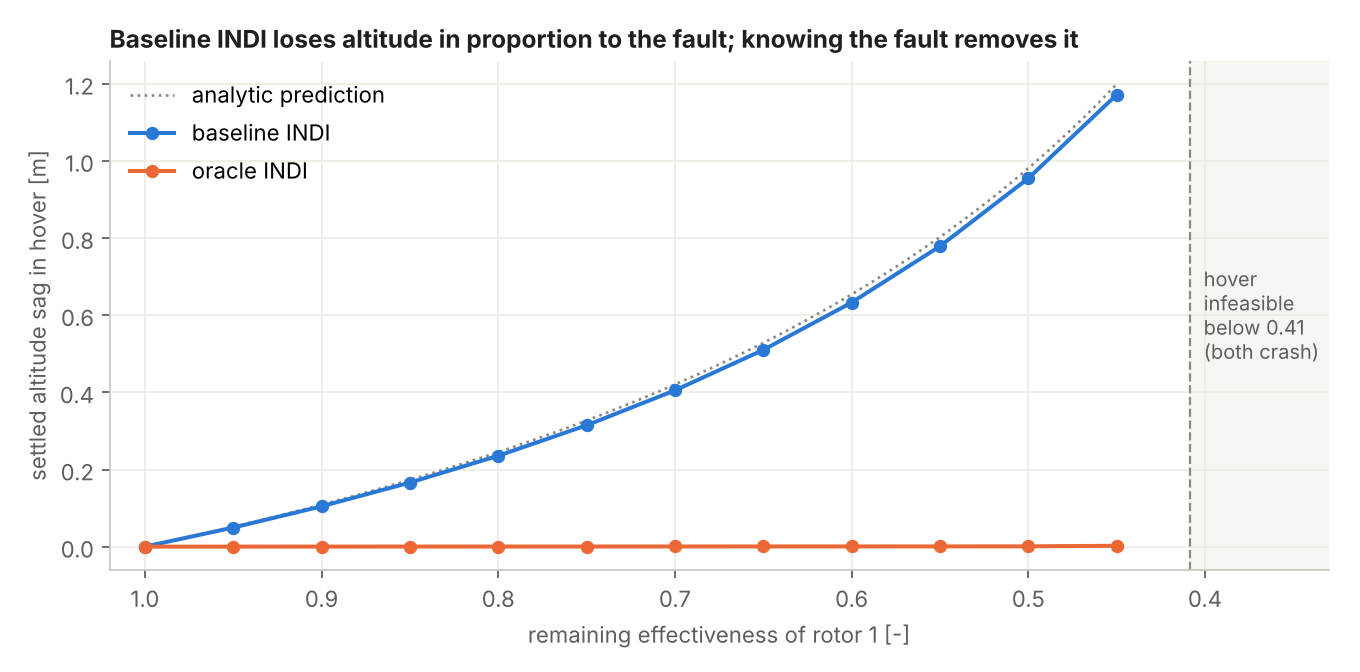 Baseline INDI loses altitude in proportion to the fault; knowing the fault removes it
analytic prediction
baseline INDI
oracle INDI
settled altitude sag in hover [m]
1.2
1.0
0.8
0.6
0.4
0.2
0.0
hover
infeasible
below 0.41
(both crash)
1.0 0.9 0.8 0.7 0.6 0.5 0.4
remaining effectiveness of rotor 1 [-]